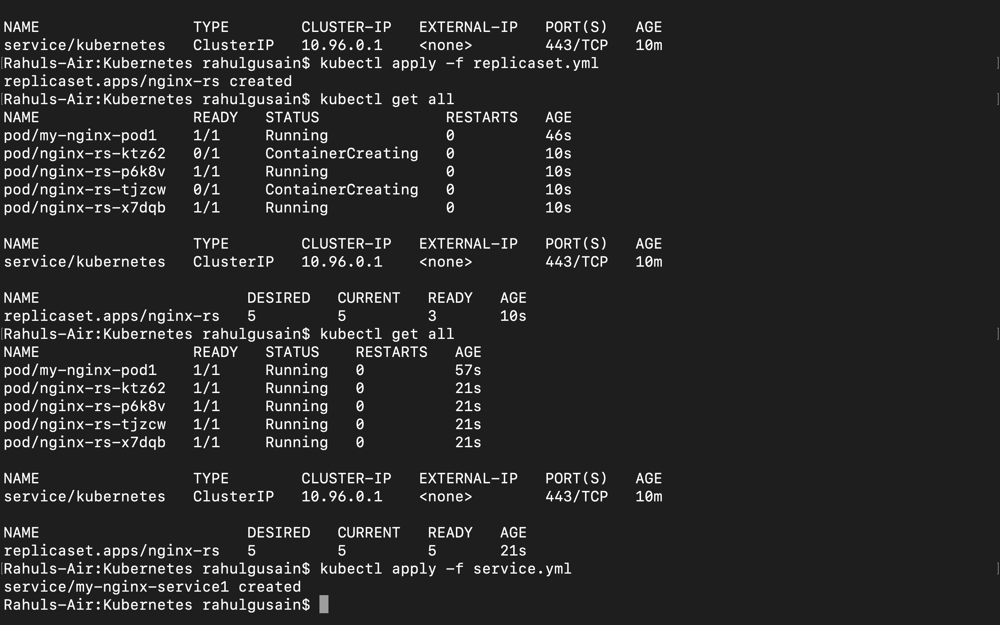 NAME                 TYPE        CLUSTER-IP   EXTERNAL-IP   PORT(S)   AGE
service/kubernetes   ClusterIP   10.96.0.1    <none>        443/TCP   10m
[Rahuls-Air:Kubernetes rahulgusain$ kubectl apply -f replicaset.yml ]
replicaset.apps/nginx-rs created
[Rahuls-Air:Kubernetes rahulgusain$ kubectl get all ]
NAME                 READY   STATUS              RESTARTS   AGE
pod/my-nginx-pod1    1/1     Running             0          46s
pod/nginx-rs-ktz62   0/1     ContainerCreating   0          10s
pod/nginx-rs-p6k8v   1/1     Running             0          10s
pod/nginx-rs-tjzcw   0/1     ContainerCreating   0          10s
pod/nginx-rs-x7dqb   1/1     Running             0          10s
NAME                 TYPE        CLUSTER-IP   EXTERNAL-IP   PORT(S)   AGE
service/kubernetes   ClusterIP   10.96.0.1    <none>        443/TCP   10m
NAME                       DESIRED   CURRENT   READY   AGE
replicaset.apps/nginx-rs   5         5         3       10s
[Rahuls-Air:Kubernetes rahulgusain$ kubectl get all ]
NAME                 READY   STATUS    RESTARTS   AGE
pod/my-nginx-pod1    1/1     Running   0          57s
pod/nginx-rs-ktz62   1/1     Running   0          21s
pod/nginx-rs-p6k8v   1/1     Running   0          21s
pod/nginx-rs-tjzcw   1/1     Running   0          21s
pod/nginx-rs-x7dqb   1/1     Running   0          21s
NAME                 TYPE        CLUSTER-IP   EXTERNAL-IP   PORT(S)   AGE
service/kubernetes   ClusterIP   10.96.0.1    <none>        443/TCP   10m
NAME                       DESIRED   CURRENT   READY   AGE
replicaset.apps/nginx-rs   5         5         5       21s
[Rahuls-Air:Kubernetes rahulgusain$ kubectl apply -f service.yml ]
service/my-nginx-service1 created
Rahuls-Air:Kubernetes rahulgusain$